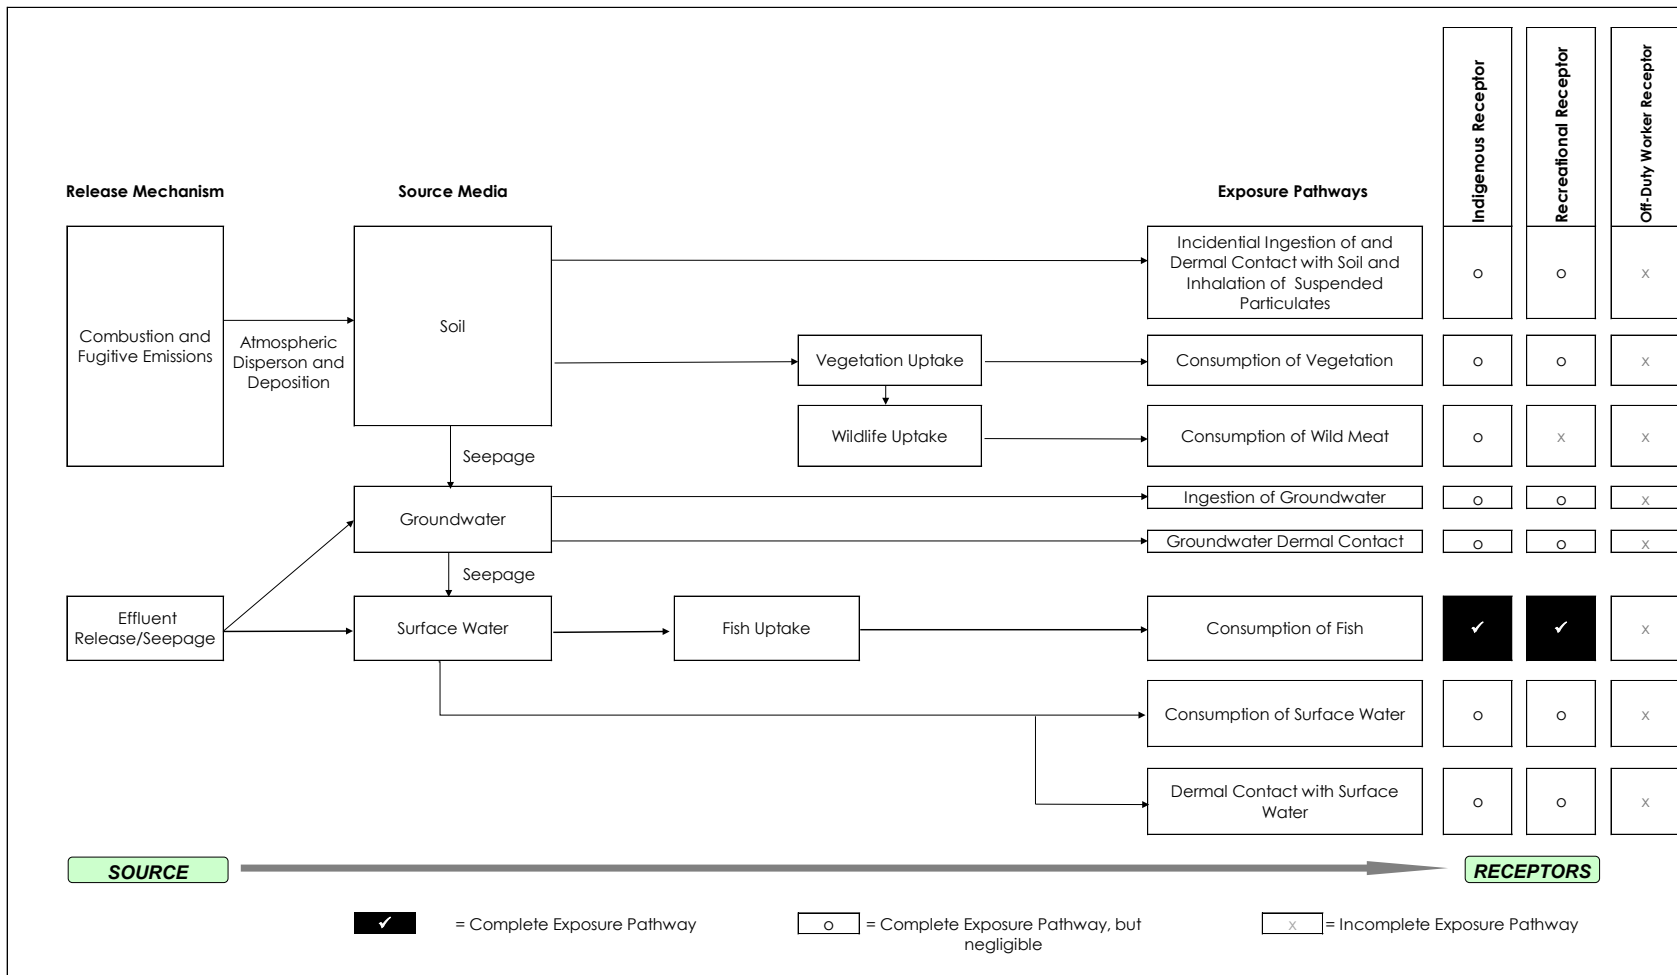 Indigenous Receptor
Recreational Receptor
Off-Duty Worker Receptor
Release Mechanism
Source Media
Exposure Pathways
Combustion and
Fugitive Emissions
Atmospheric
Disperson and
Deposition
Soil
Incidential Ingestion of and
Dermal Contact with Soil and
Inhalation of Suspended
Particulates
o
o
x
Vegetation Uptake
Consumption of Vegetation
o
o
x
Wildlife Uptake
Consumption of Wild Meat
o
x
x
Seepage
Groundwater
Ingestion of Groundwater
o
o
x
Groundwater Dermal Contact
o
o
x
Seepage
Effluent
Release/Seepage
Surface Water
Fish Uptake
Consumption of Fish
✓
✓
x
Consumption of Surface Water
o
o
x
Dermal Contact with Surface
Water
o
o
x
SOURCE
RECEPTORS
✓ = Complete Exposure Pathway
o = Complete Exposure Pathway, but
negligible
x = Incomplete Exposure Pathway